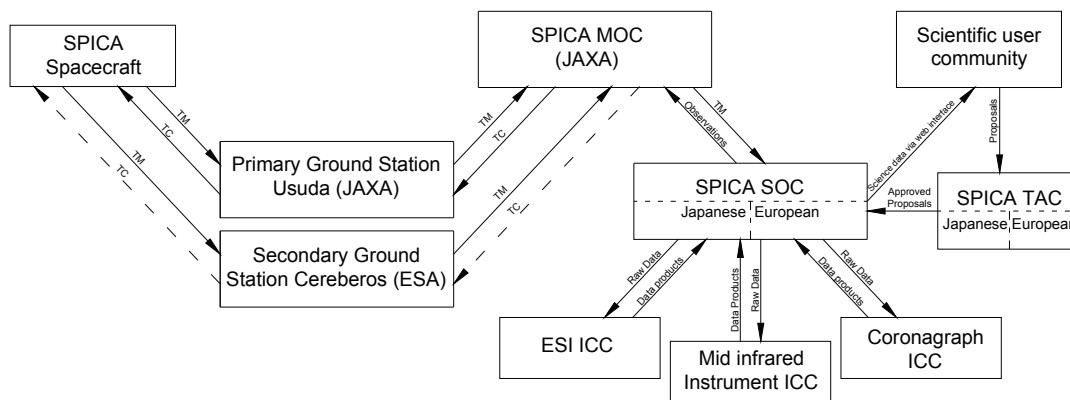 SPICA
Spacecraft
SPICA MOC
(JAXA)
Scientific user
community
TM
TC
TM
TC
TM
TC
TM
TC
TM
Observations
Science data via web interface
Proposals
Primary Ground Station
Usuda (JAXA)
Secondary Ground
Station Cereberos (ESA)
SPICA SOC
Japanese
European
Approved
Proposals
SPICA TAC
Japanese
European
Raw Data
Data products
Data Products
Raw Data
Data products
Raw Data
ESI ICC
Mid infrared
Instrument ICC
Coronagraph
ICC